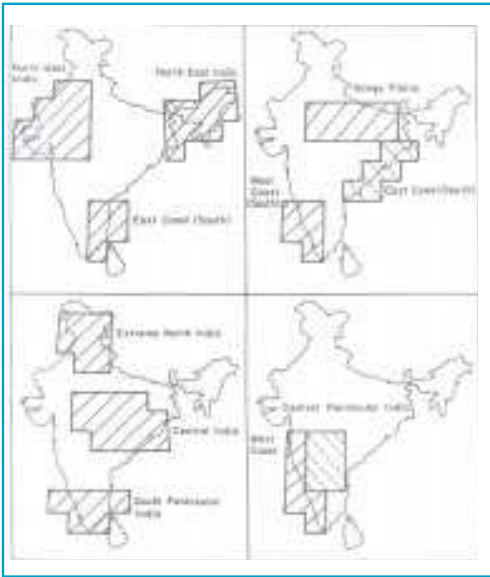 North West
India
North East India
East Coast (South)
Ganga Plains
West
Coast
(South)
East Coast (North)
Extreme North India
Central India
South Peninsular
India
Central Peninsular India
West
Coast